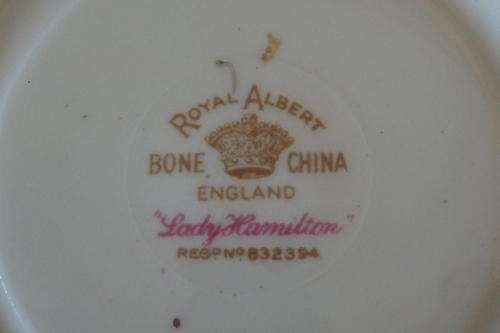 ROYAL ALBERT
BONE CHINA
ENGLAND
"Lady Hamilton"
REGD No 832394